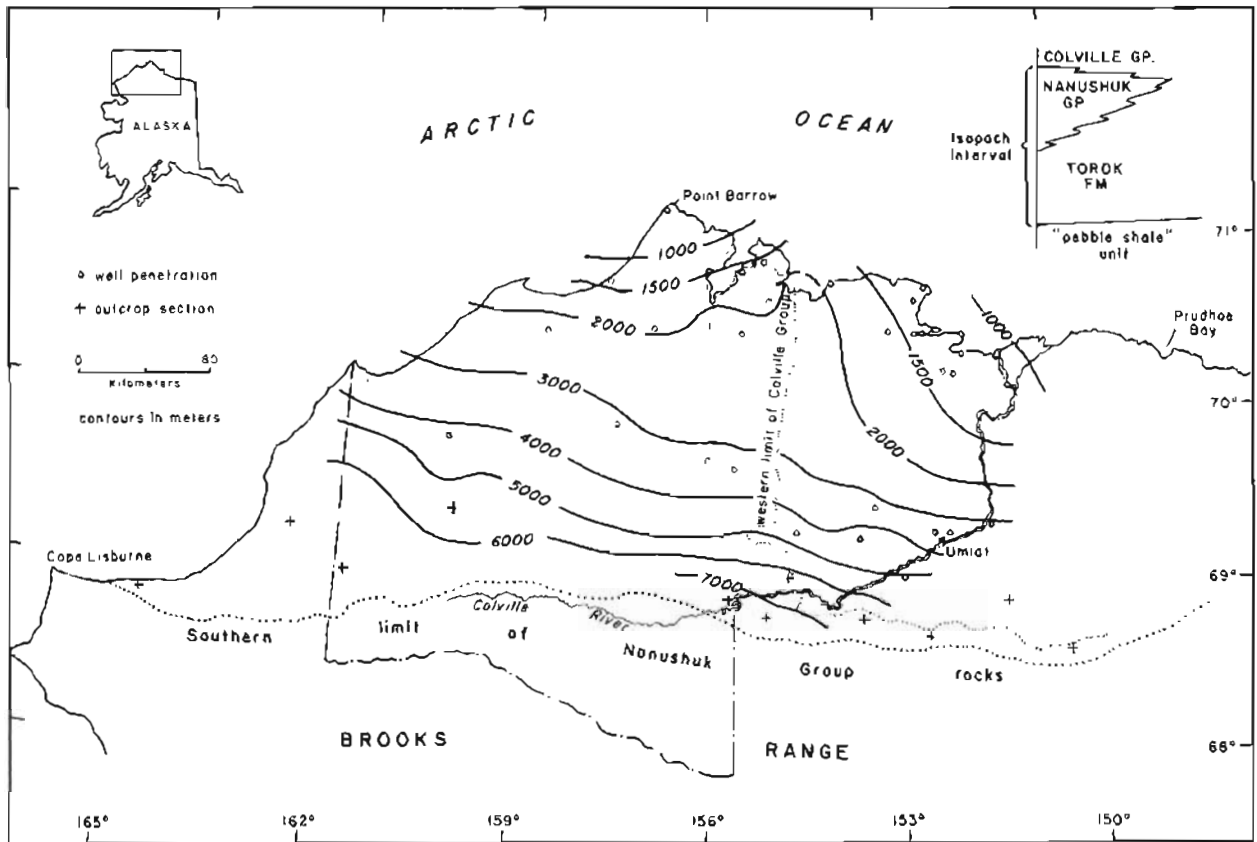 COLVILLE GP.
NANUSHUK
GP
Isopach
Interval
TOROK
FM
"pebble shale"
unit
ALASKA
ARCTIC OCEAN
Point Barrow
71°
well penetration
outcrop section
0 80
Kilometers
contours in meters
1000
1500
2000
1000
Prudhoe
Bay
1500
70°
3000
2000
western limit of Colville Group
4000
5000
6000
Umiat
Cape Lisburne
7000
69°
Colville
River
Southern limit of Nanushuk Group rocks
BROOKS RANGE
68°
165° 162° 159° 156° 153° 150°